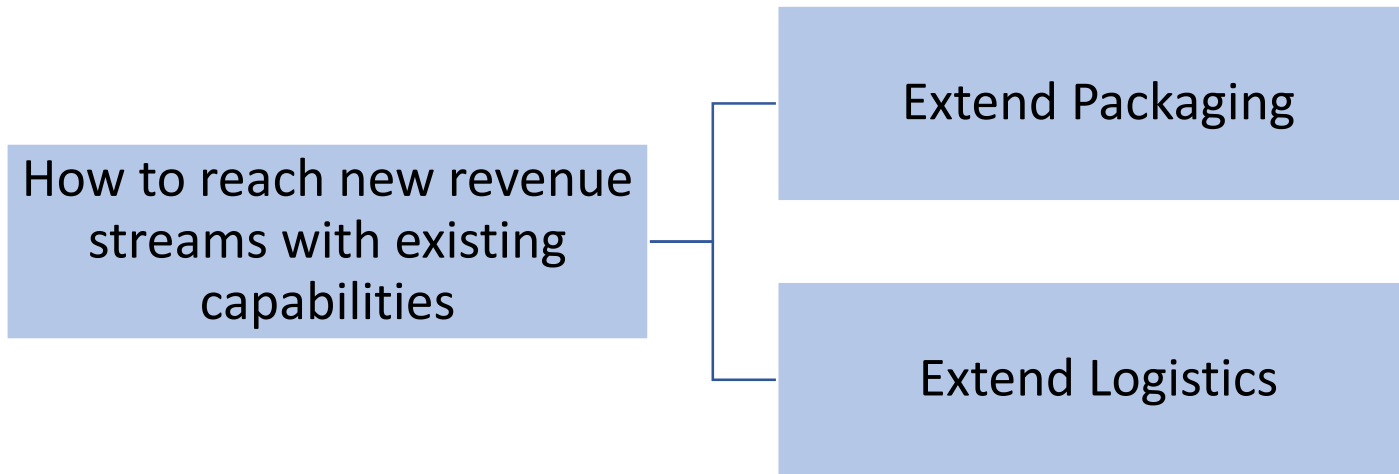 How to reach new revenue
streams with existing
capabilities
Extend Packaging
Extend Logistics